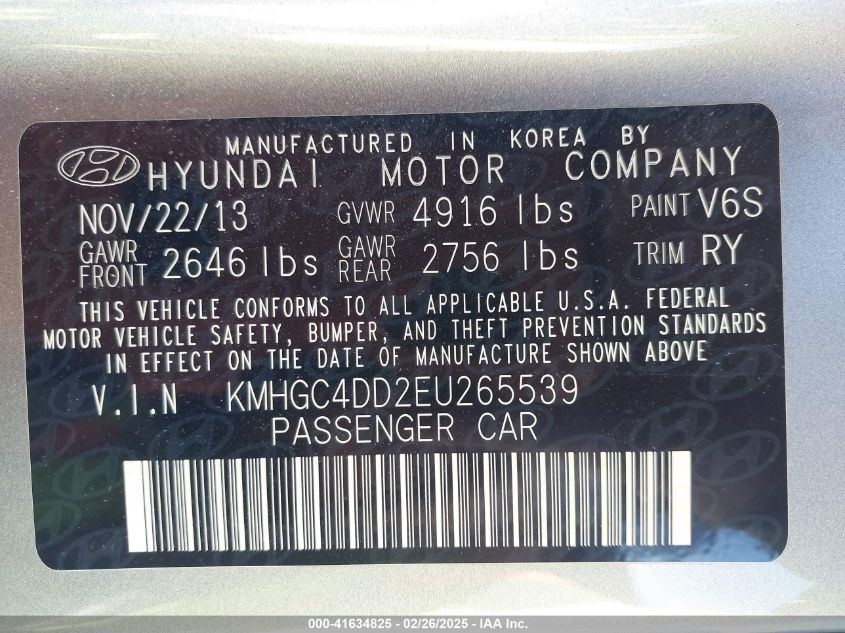 MANUFACTURED IN KOREA BY
HYUNDAI MOTOR COMPANY
NOV/22/13 GVWR 4916 lbs PAINT V6S
GAWR FRONT 2646 lbs GAWR REAR 2756 lbs TRIM RY
THIS VEHICLE CONFORMS TO ALL APPLICABLE U.S.A. FEDERAL
MOTOR VEHICLE SAFETY, BUMPER, AND THEFT PREVENTION STANDARDS
IN EFFECT ON THE DATE OF MANUFACTURE SHOWN ABOVE
V.I.N KMHGC4DD2EU265539
PASSENGER CAR
000-41634825 - 02/26/2025 - IAA Inc.